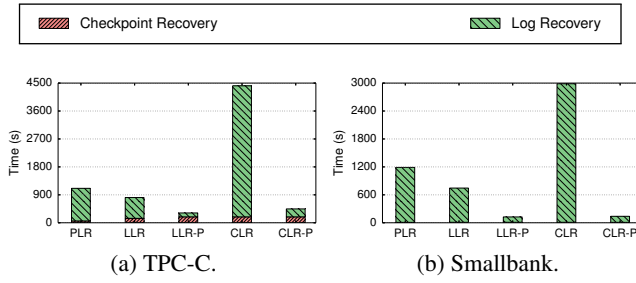 Checkpoint Recovery Log Recovery
Time (s)
4500
3600
2700
1800
900
0
PLR LLR LLR-P CLR CLR-P
(a) TPC-C.
Time (s)
3000
2400
1800
1200
600
0
PLR LLR LLR-P CLR CLR-P
(b) Smallbank.